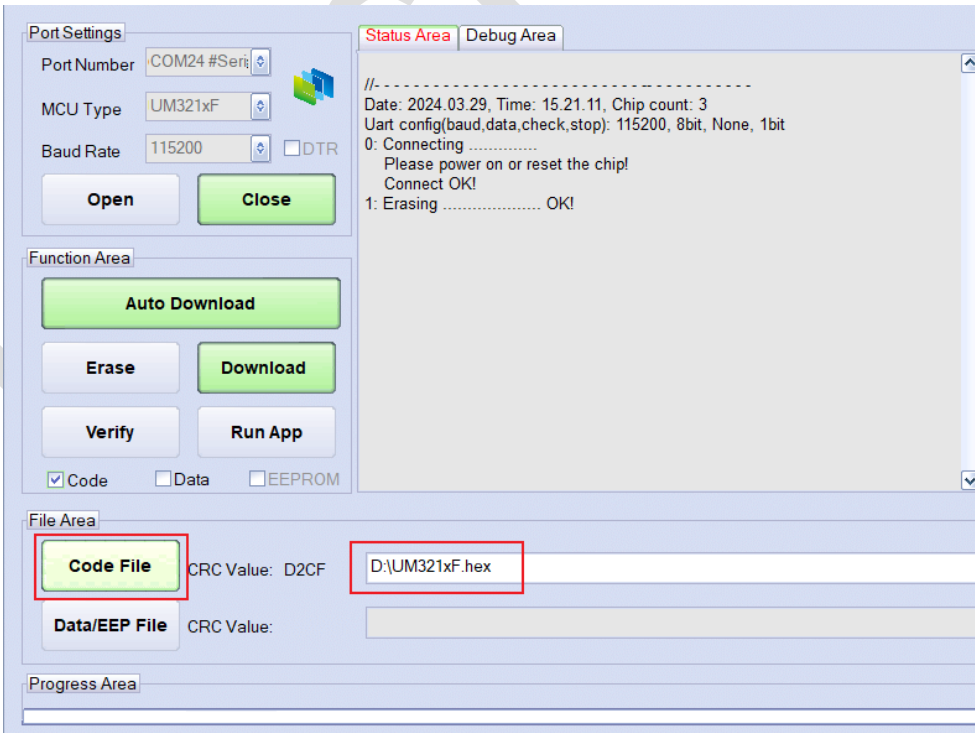 Port Settings
Port Number COM24 #Seri
MCU Type UM321xF
Baud Rate 115200 DTR
Open Close
Function Area
Auto Download
Erase Download
Verify Run App
Code Data EEPROM
Status Area Debug Area
//- - - - - - - - - - - - - - - - - - - - - - - - - -- - - - - - - - - - -
Date: 2024.03.29, Time: 15.21.11, Chip count: 3
Uart config(baud,data,check,stop): 115200, 8bit, None, 1bit
0: Connecting ..............
Please power on or reset the chip!
Connect OK!
1: Erasing .................... OK!
File Area
Code File CRC Value: D2CF D:\UM321xF.hex
Data/EEP File CRC Value:
Progress Area